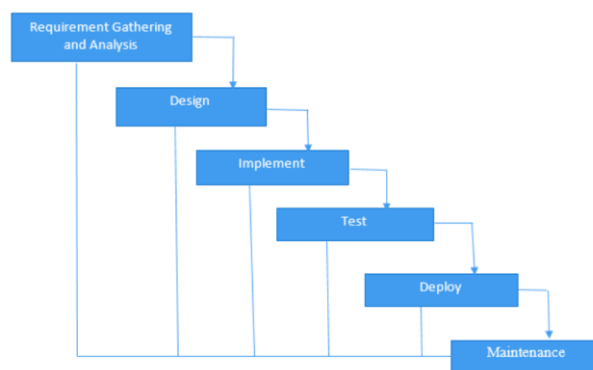 Requirement Gathering
and Analysis
Design
Implement
Test
Deploy
Maintenance